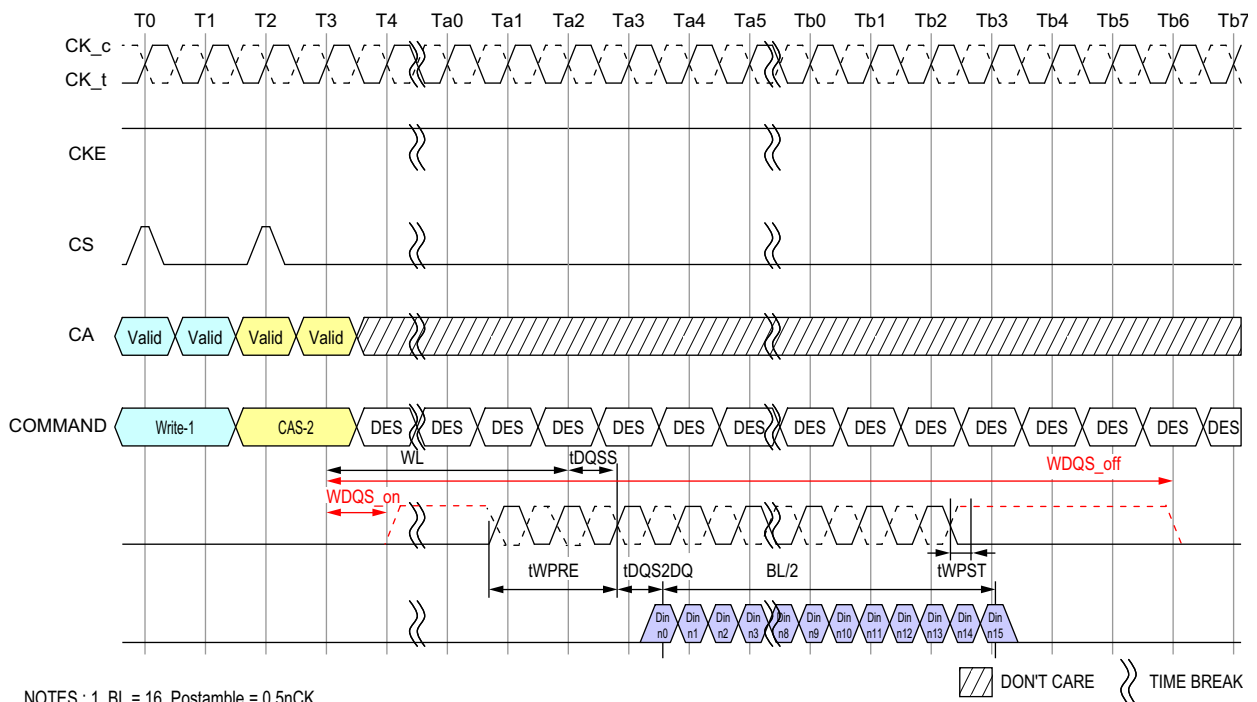 T0 T1 T2 T3 T4 Ta0 Ta1 Ta2 Ta3 Ta4 Ta5 Tb0 Tb1 Tb2 Tb3 Tb4 Tb5 Tb6 Tb7
CK_c
CK_t
CKE
CS
CA Valid Valid Valid Valid
COMMAND Write-1 CAS-2 DES DES DES DES DES DES DES DES DES DES DES DES DES DES DES
WL tDQSS WDQS_off
WDQS_on
tWPRE tDQS2DQ BL/2 tWPST
Din Din Din Din Din Din Din Din Din Din Din Din
n0 n1 n2 n3 n8 n9 n10 n11 n12 n13 n14 n15
DON'T CARE TIME BREAK
NOTES : 1. BL = 16, Postamble = 0.5nCK